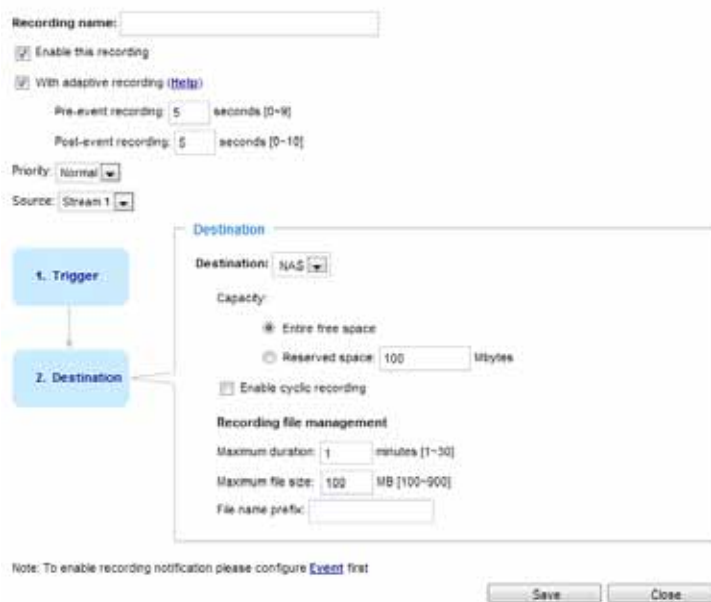 Recording name:
Enable this recording
With adaptive recording (Help)
Pre-event recording: 5 seconds [0~9]
Post-event recording: 5 seconds [0~10]
Priority: Normal
Source: Stream 1
Destination
1. Trigger
Destination: NAS
Capacity:
Entire free space
Reserved space: 100 Mbytes
2. Destination
Enable cyclic recording
Recording file management
Maximum duration: 1 minutes [1~30]
Maximum file size: 100 MB [100~900]
File name prefix:
Note: To enable recording notification please configure Event first
Save Close